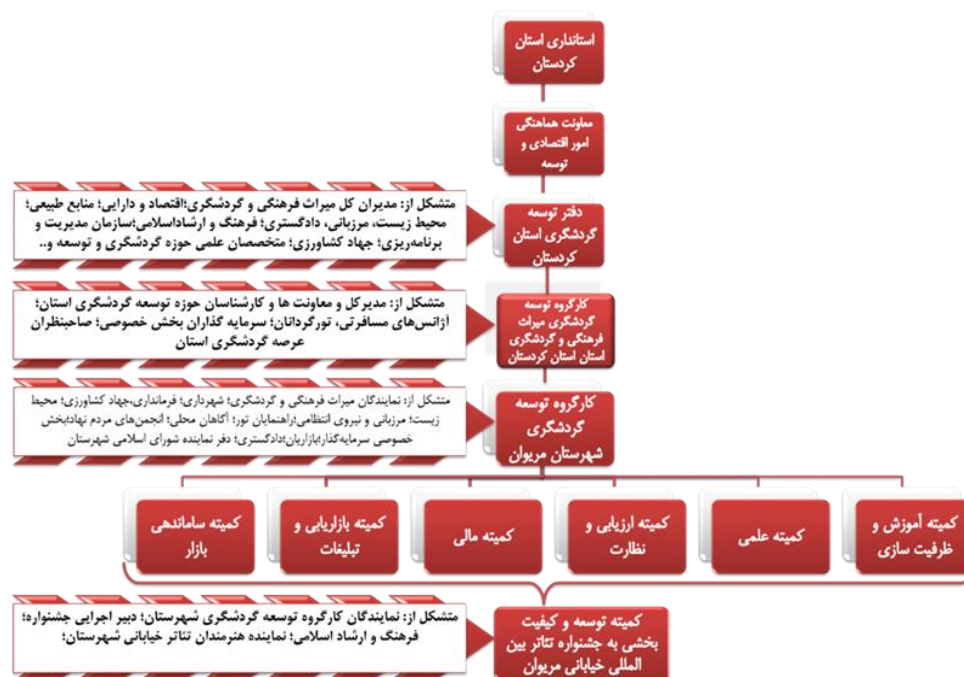 استانداری استان
کردستان
معاونت هماهنگی
امور اقتصادی و
توسعه
متشکل از: مدیران کل میراث فرهنگی و گردشگری؛اقتصاد و دارایی؛ منابع طبیعی؛
محیط زیست، مرزبانی، دادگستری؛ فرهنگ و ارشاداسلامی؛سازمان مدیریت و
برنامه‌ریزی؛ جهاد کشاورزی؛ متخصصان علمی حوزه گردشگری و توسعه و..
دفتر توسعه
گردشگری استان
کردستان
متشکل از: مدیرکل و معاونت ها و کارشناسان حوزه توسعه گردشگری استان؛
آژانس‌های مسافرتی، تورگردانان؛ سرمایه گذاران بخش خصوصی؛ صاحبنظران
عرصه گردشگری استان
کارگروه توسعه
گردشگری میراث
فرهنگی و گردشگری
استان استان کردستان
متشکل از: نمایندگان میراث فرهنگی و گردشگری؛ شهرداری؛ فرمانداری،جهاد کشاورزی؛ محیط
زیست؛ مرزبانی و نیروی انتظامی؛راهنمایان تور؛ آگاهان محلی؛ انجمن‌های مردم نهاد؛بخش
خصوصی سرمایه‌گذار؛بازاریان؛دادگستری؛ دفر نماینده شورای اسلامی شهرستان
کارگروه توسعه
گردشگری
شهرستان مریوان
کمیته آموزش و
ظرفیت سازی
کمیته علمی
کمیته ارزیابی و
نظارت
کمیته مالی
کمیته بازاریابی و
تبلیغات
کمیته ساماندهی
بازار
متشکل از: نمایندگان کارگروه توسعه گردشگری شهرستان؛ دبیر اجرایی جشنواره؛
فرهنگ و ارشاد اسلامی؛ نماینده هنرمندان تئاتر خیابانی شهرستان؛
کمیته توسعه و کیفیت
بخشی به جشنواره تئاتر بین
المللی خیابانی مریوان